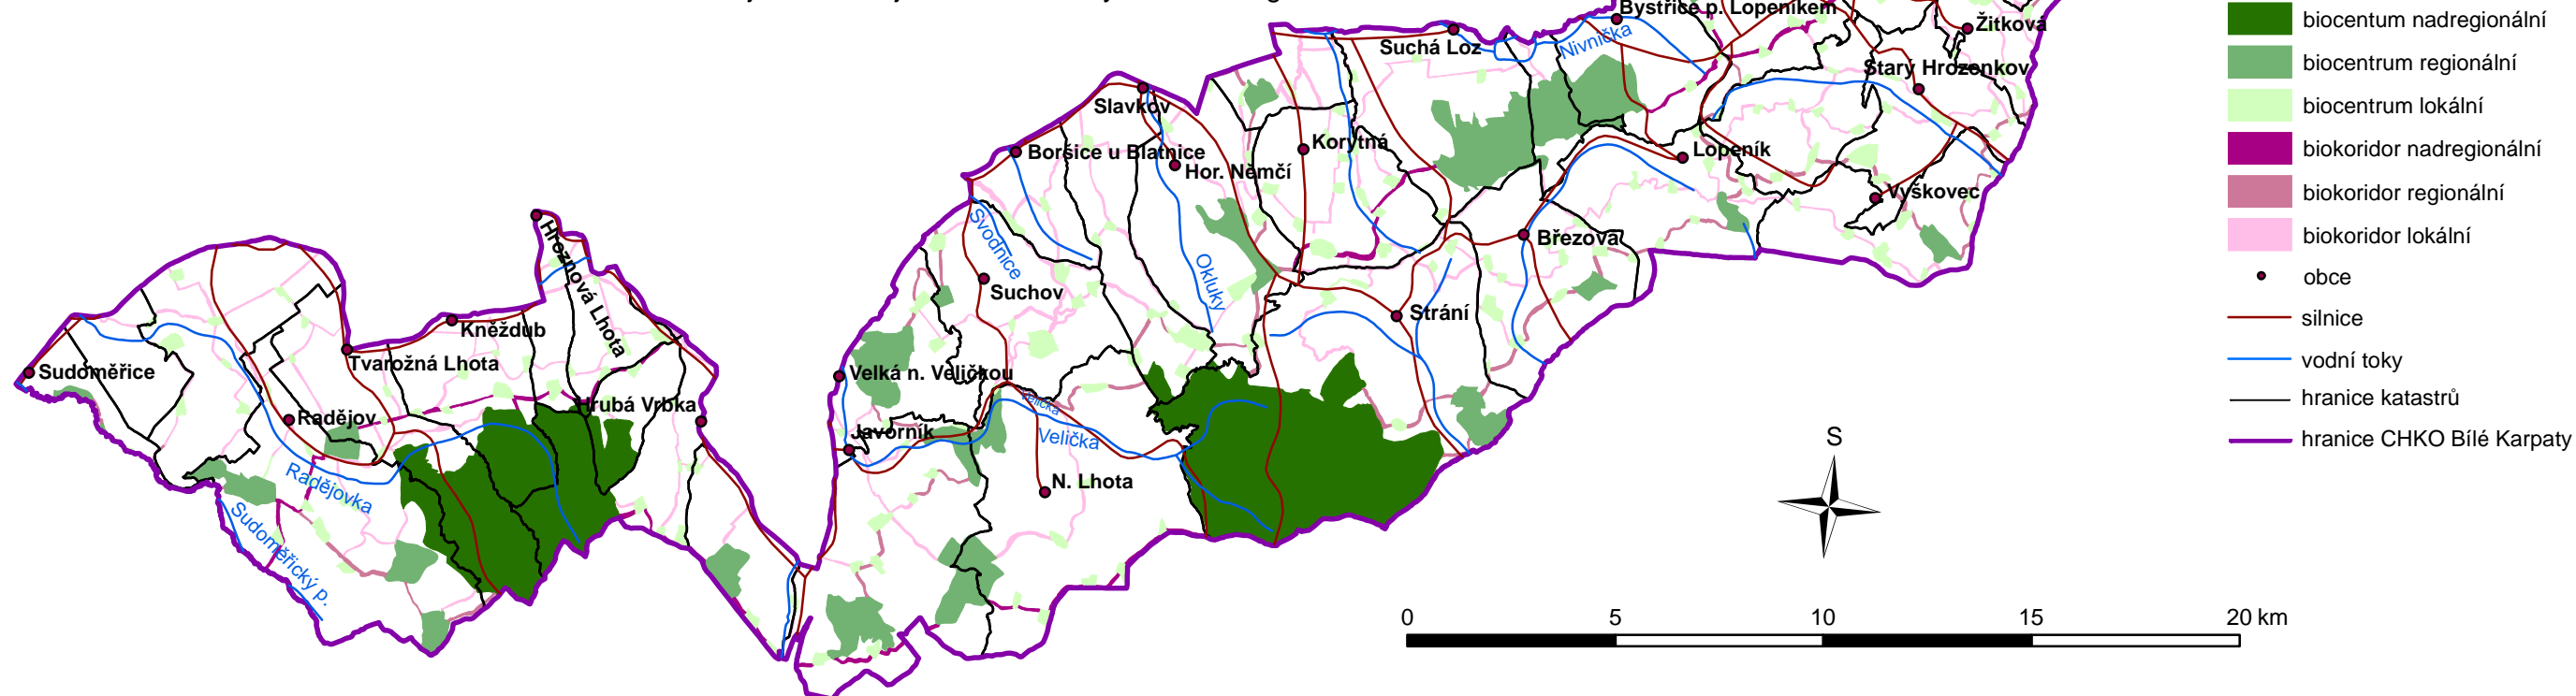 Bystřice p. Lopeníkem
biocentum nadregionální
Žitková
Suchá Loz
Nivnička
biocentrum regionální
Starý Hrozenkov
Slavkov
biocentrum lokální
Korytná
Boršice u Blatnice
Lopeník
biokoridor nadregionální
Hor. Němčí
Vyškovec
biokoridor regionální
Svodnice
Hroznová Lhota
Březová
biokoridor lokální
Okluky
Suchov
obce
Strání
silnice
Kněždub
Tvarožná Lhota
vodní toky
Sudoměřice
Velká n. Veličkou
hranice katastrů
Hrubá Vrbka
Velička
Radějov
Javorník
Velička
S
hranice CHKO Bílé Karpaty
Radějovka
N. Lhota
Sudoměřický p.
0 5 10 15 20 km